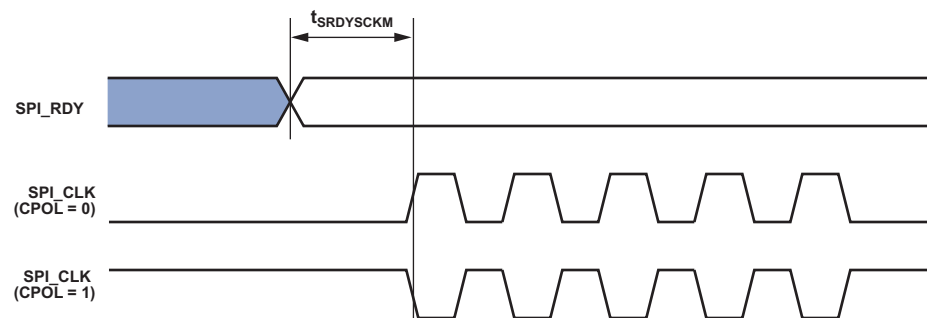 tSRDYSCKM
SPI_RDY
SPI_CLK
(CPOL = 0)
SPI_CLK
(CPOL = 1)